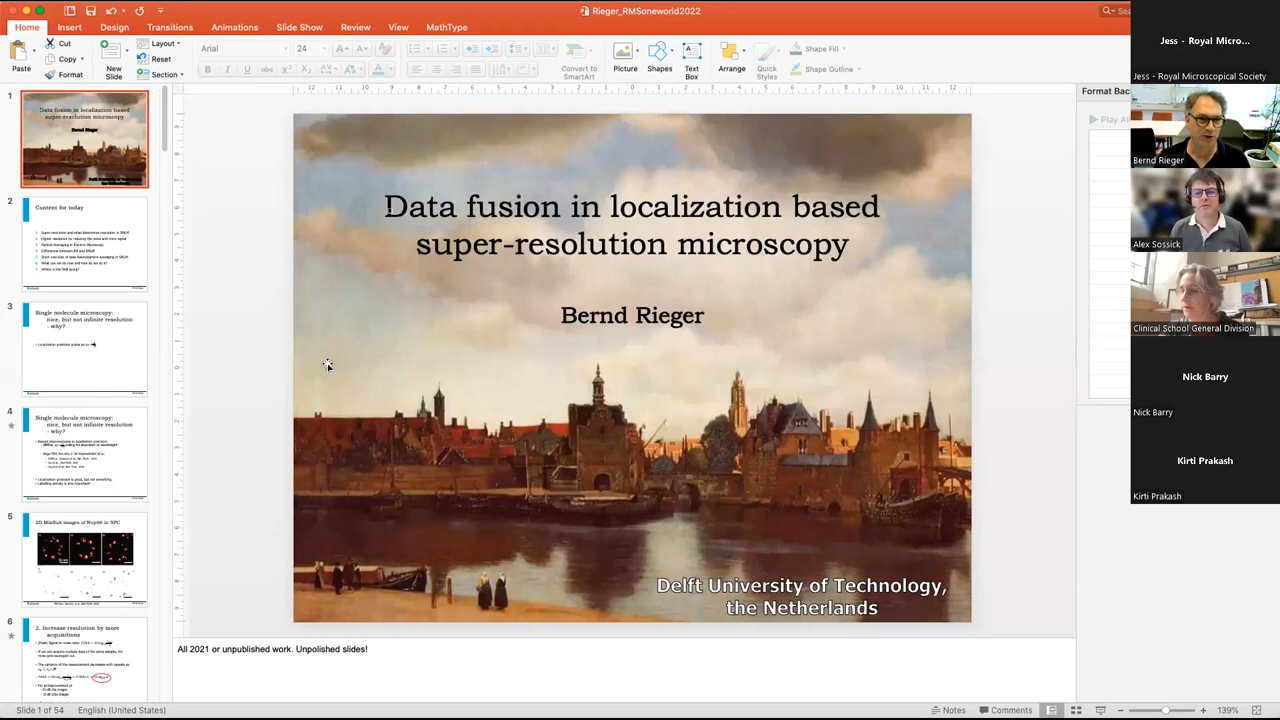 Rieger_RMSoneworld2022
Home Insert Design Transitions Animations Slide Show Review View MathType
Paste
Cut
Copy
Format
New Slide
Layout
Reset
Section
Arial 24
Convert to SmartArt
Picture
Shapes
Text Box
Arrange
Quick Styles
Shape Fill
Shape Outline
1
Data fusion in localization based
super-resolution microscopy
Bernd Rieger
2
Content for today
3
Single molecule microscopy:
nice, but not infinite resolution
- why?
4
Single molecule microscopy:
nice, but not infinite resolution
- why?
5
2D Minflux images of Nup96 in NPC
6
2. Increase resolution by more
acquisitions
Data fusion in localization based
super-resolution microscopy
Bernd Rieger
Delft University of Technology,
the Netherlands
All 2021 or unpublished work. Unpolished slides!
Format Bac
Play A
Jess - Royal Micro...
Jess - Royal Microscopical Society
Bernd Rieger
Alex Sossick
Clinical School General Division
Nick Barry
Nick Barry
Kirti Prakash
Kirti Prakash
Slide 1 of 54 English (United States) Notes Comments 139%